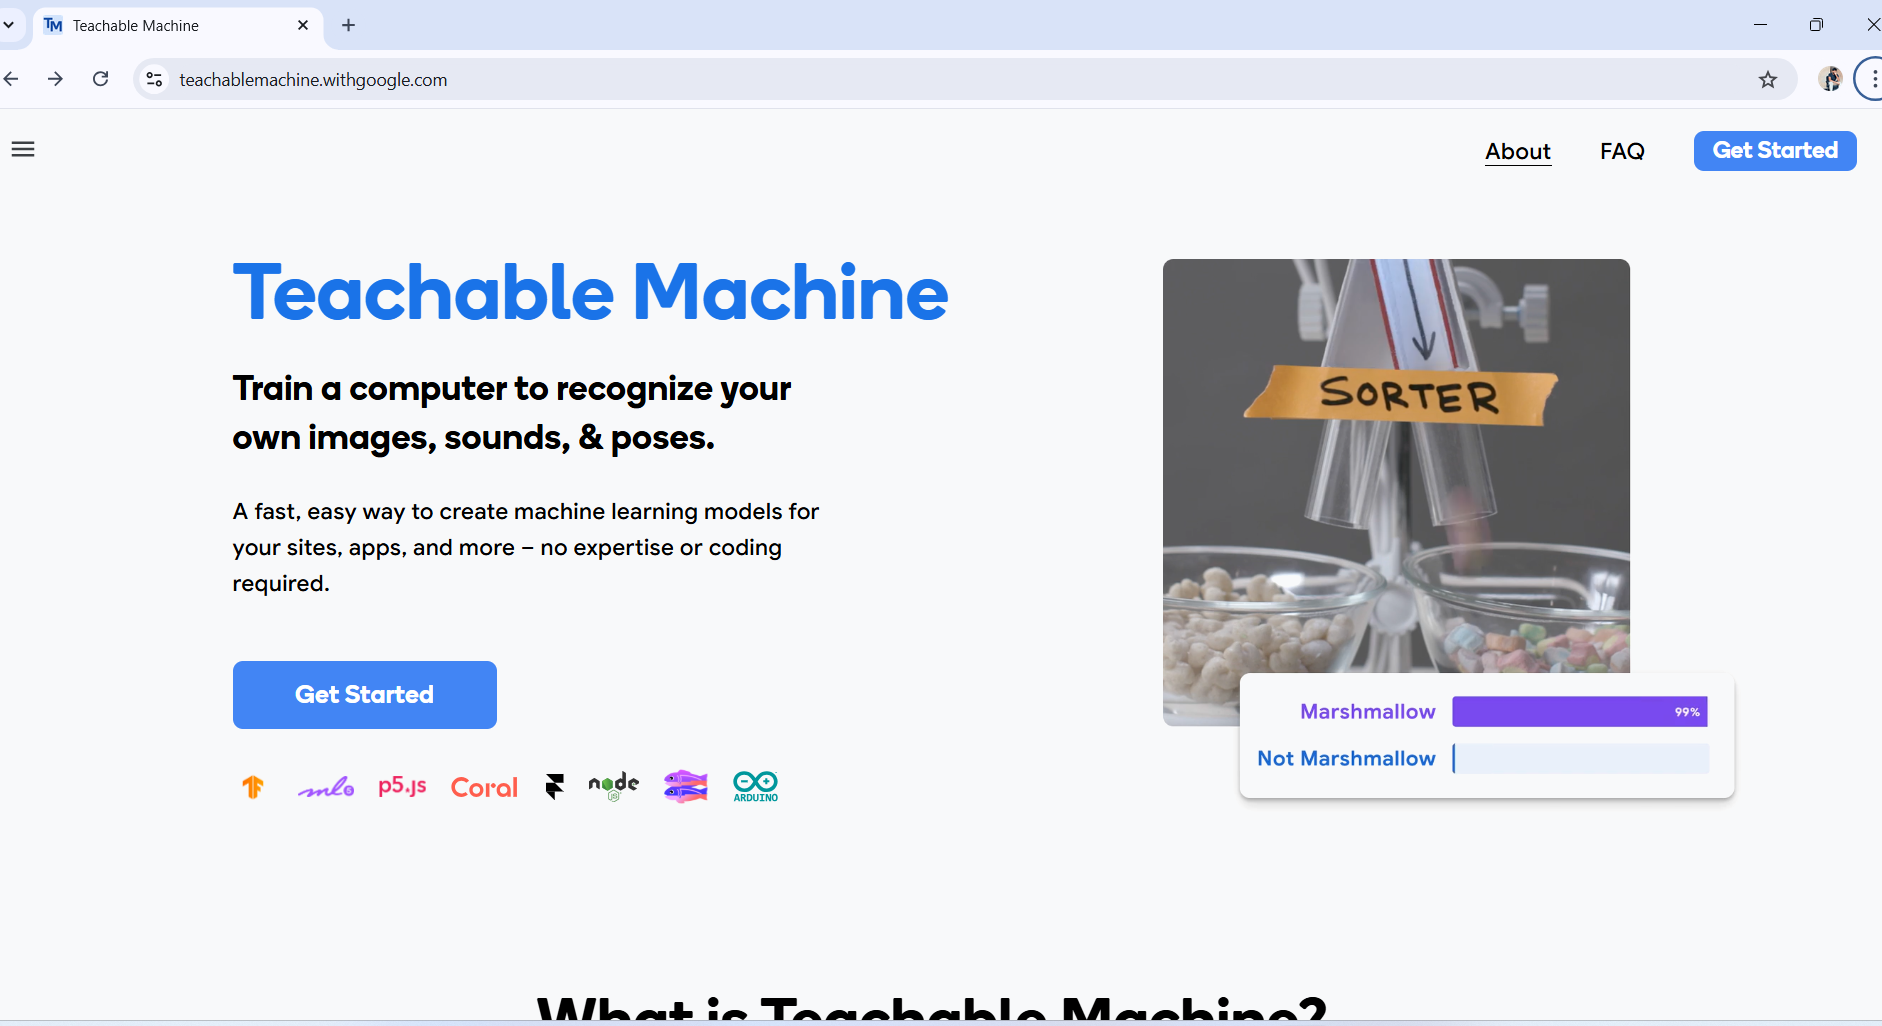 TM Teachable Machine
teachablemachine.withgoogle.com
About FAQ Get Started
Teachable Machine
Train a computer to recognize your
own images, sounds, & poses.
A fast, easy way to create machine learning models for
your sites, apps, and more – no expertise or coding
required.
Get Started
ml5 p5.js Coral node JS ARDUINO
SORTER
Marshmallow 99%
Not Marshmallow
What is Teachable Machine?